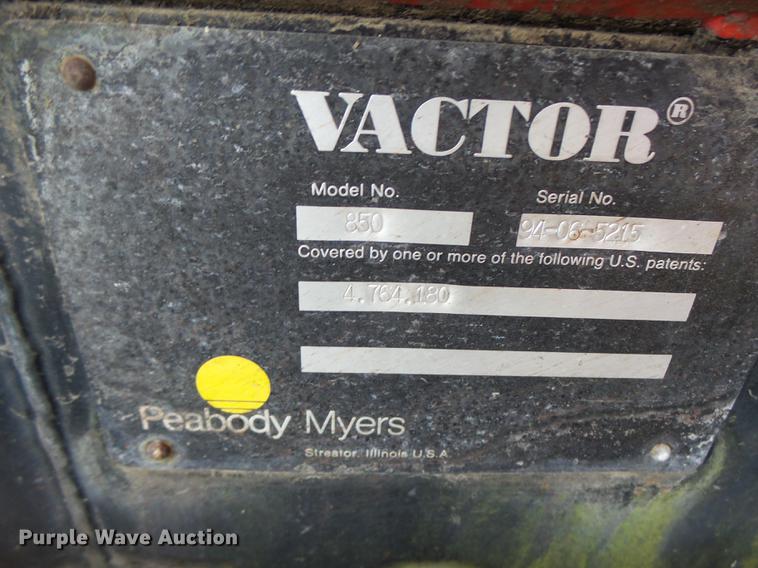 VACTOR®
Model No. Serial No.
850 94-06-5215
Covered by one or more of the following U.S. patents:
4,764,180
Peabody Myers
Streator, Illinois U.S.A.
Purple Wave Auction